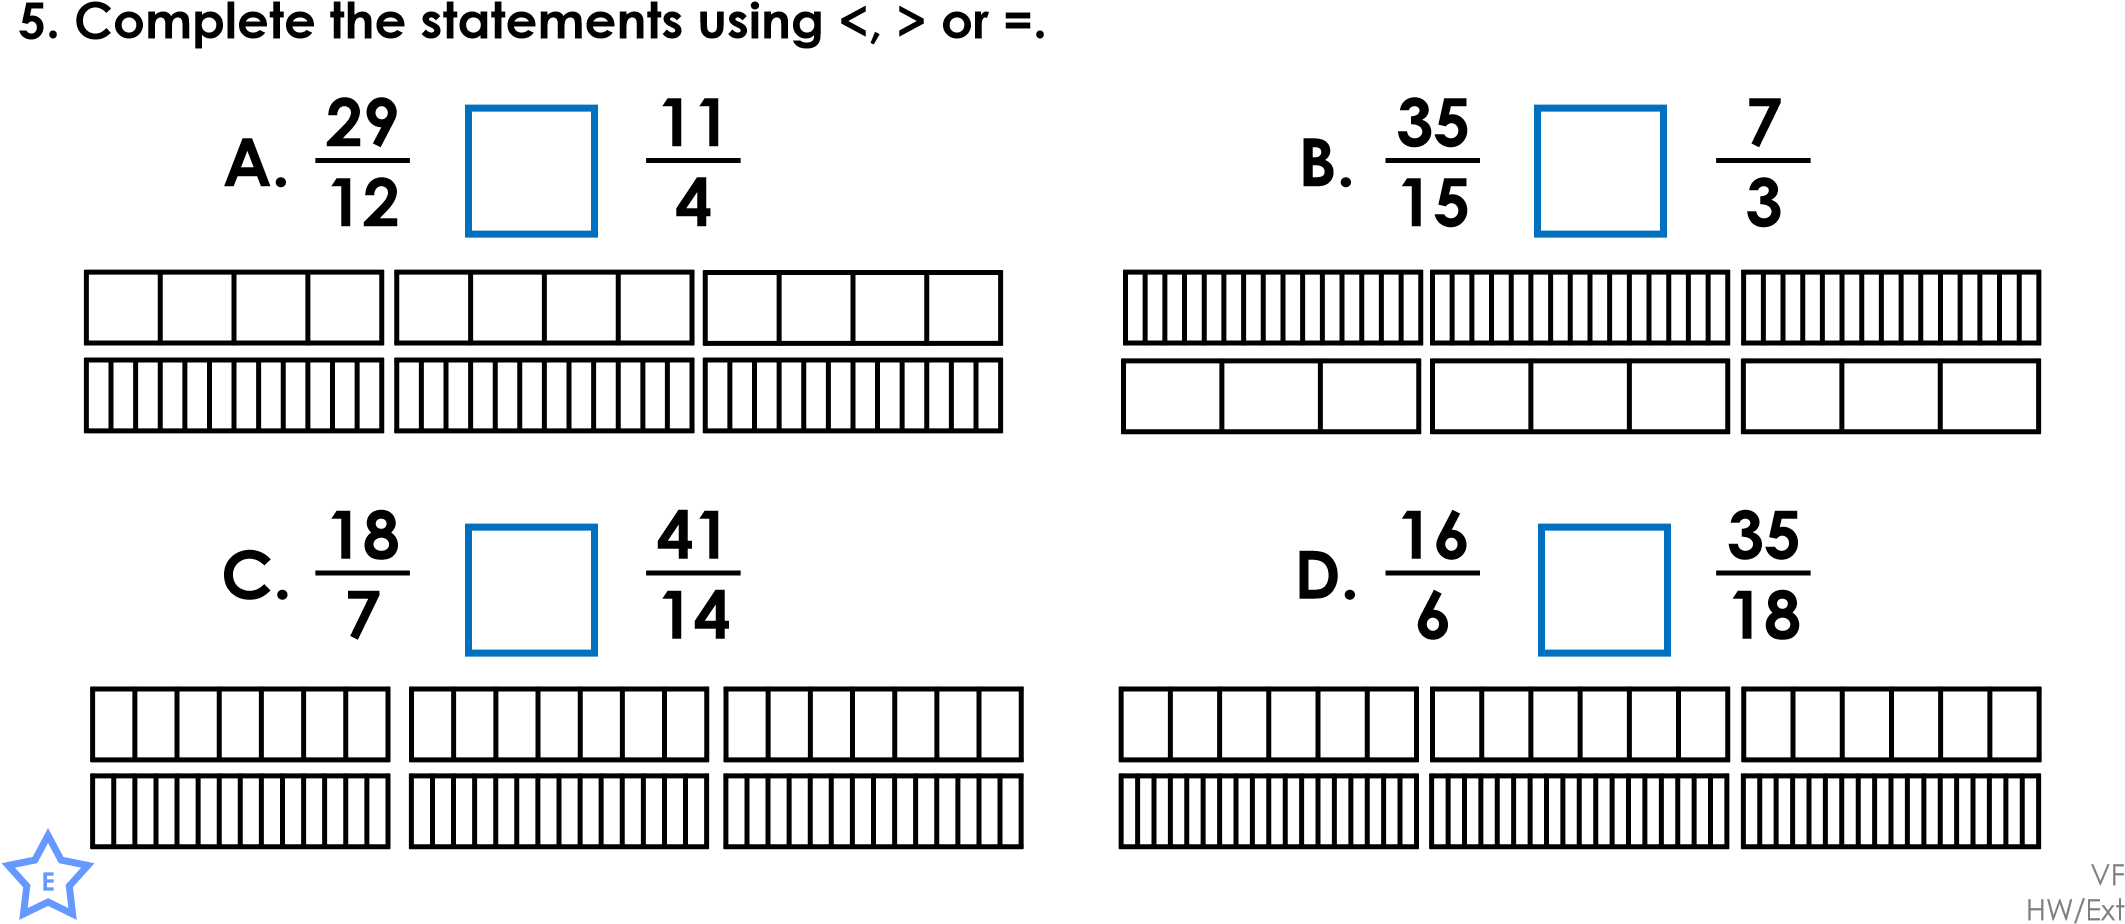 5. Complete the statements using <, > or =.
A. 29/12 11/4
B. 35/15 7/3
C. 18/7 41/14
D. 16/6 35/18
E
VF
HW/Ext